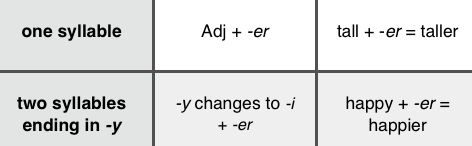 one syllable
Adj + -er
tall + -er = taller
two syllables
ending in -y
-y changes to -i
+ -er
happy + -er =
happier